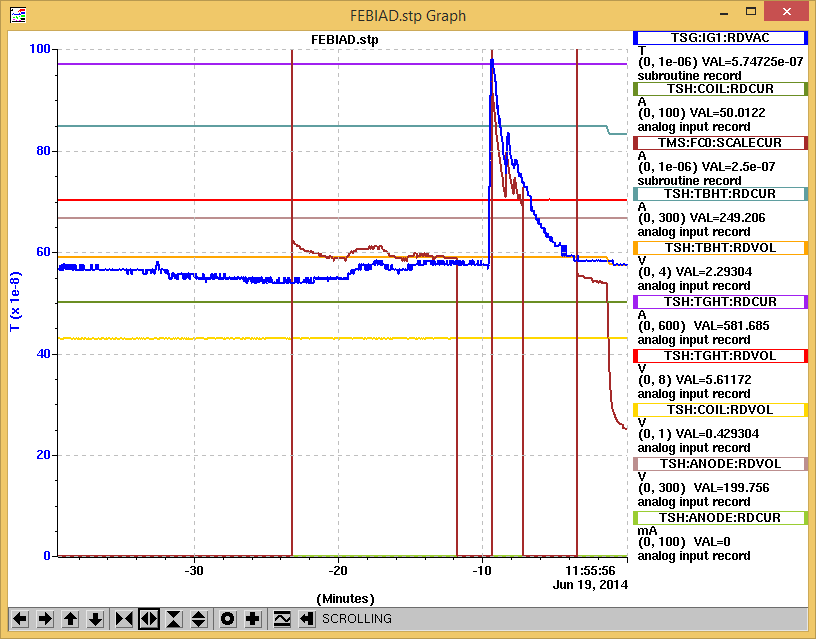 FEBIAD.stp Graph
FEBIAD.stp
100
80
60
40
20
0
T (x 1e-8)
-30
-20
-10
11:55:56
Jun 19, 2014
(Minutes)
TSG:IG1:RDVAC
T
(0, 1e-06) VAL=5.74725e-07
subroutine record
TSH:COIL:RDCUR
A
(0, 100) VAL=50.0122
analog input record
TMS:FC0:SCALECUR
A
(0, 1e-06) VAL=2.5e-07
subroutine record
TSH:TBHT:RDCUR
A
(0, 300) VAL=249.206
analog input record
TSH:TBHT:RDVOL
V
(0, 4) VAL=2.29304
analog input record
TSH:TGHT:RDCUR
A
(0, 600) VAL=581.685
analog input record
TSH:TGHT:RDVOL
V
(0, 8) VAL=5.61172
analog input record
TSH:COIL:RDVOL
V
(0, 1) VAL=0.429304
analog input record
TSH:ANODE:RDVOL
V
(0, 300) VAL=199.756
analog input record
TSH:ANODE:RDCUR
mA
(0, 100) VAL=0
analog input record
SCROLLING